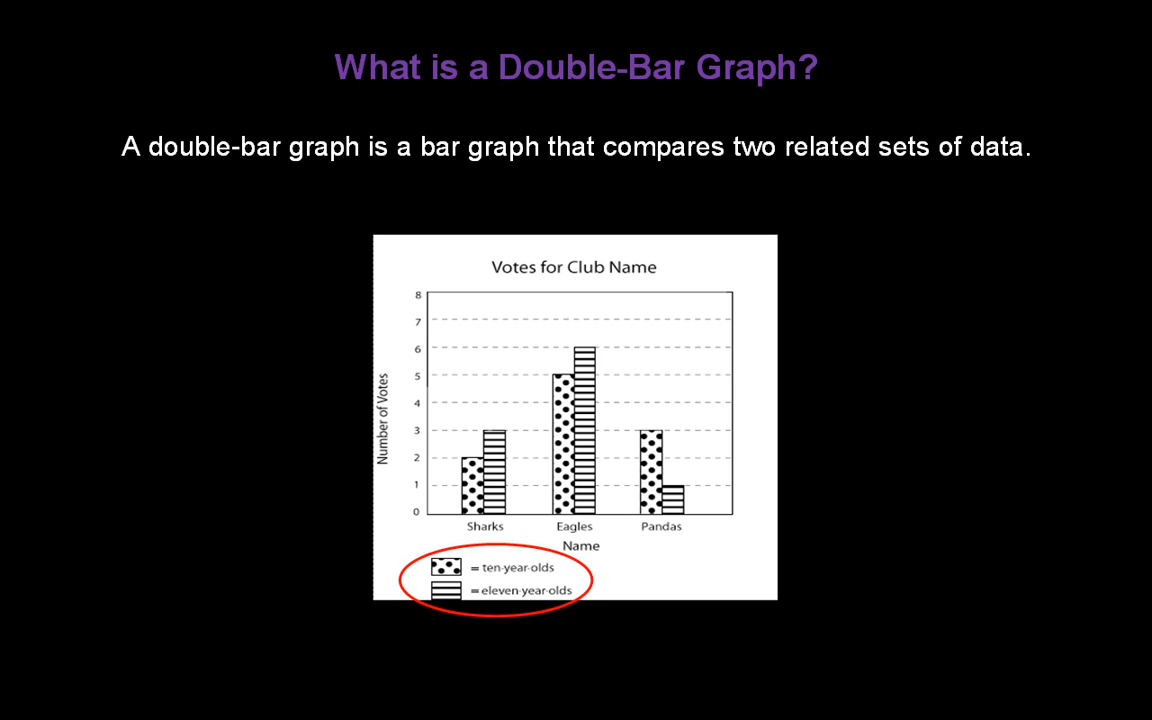 What is a Double-Bar Graph?
A double-bar graph is a bar graph that compares two related sets of data.
Votes for Club Name
8
7
6
5
4
3
2
1
0
Number of Votes
Sharks Eagles Pandas
Name
= ten-year-olds
= eleven-year-olds